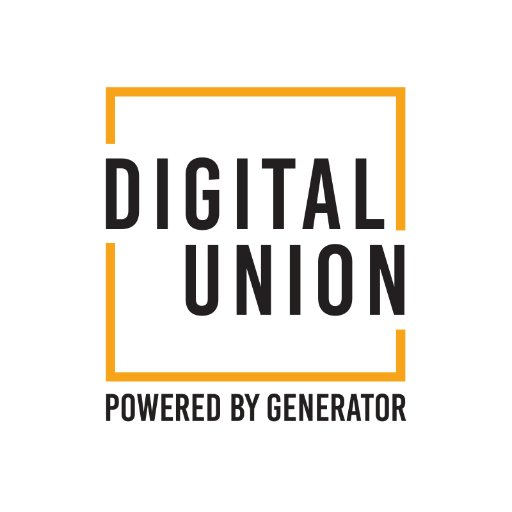 DIGITAL
UNION
POWERED BY GENERATOR